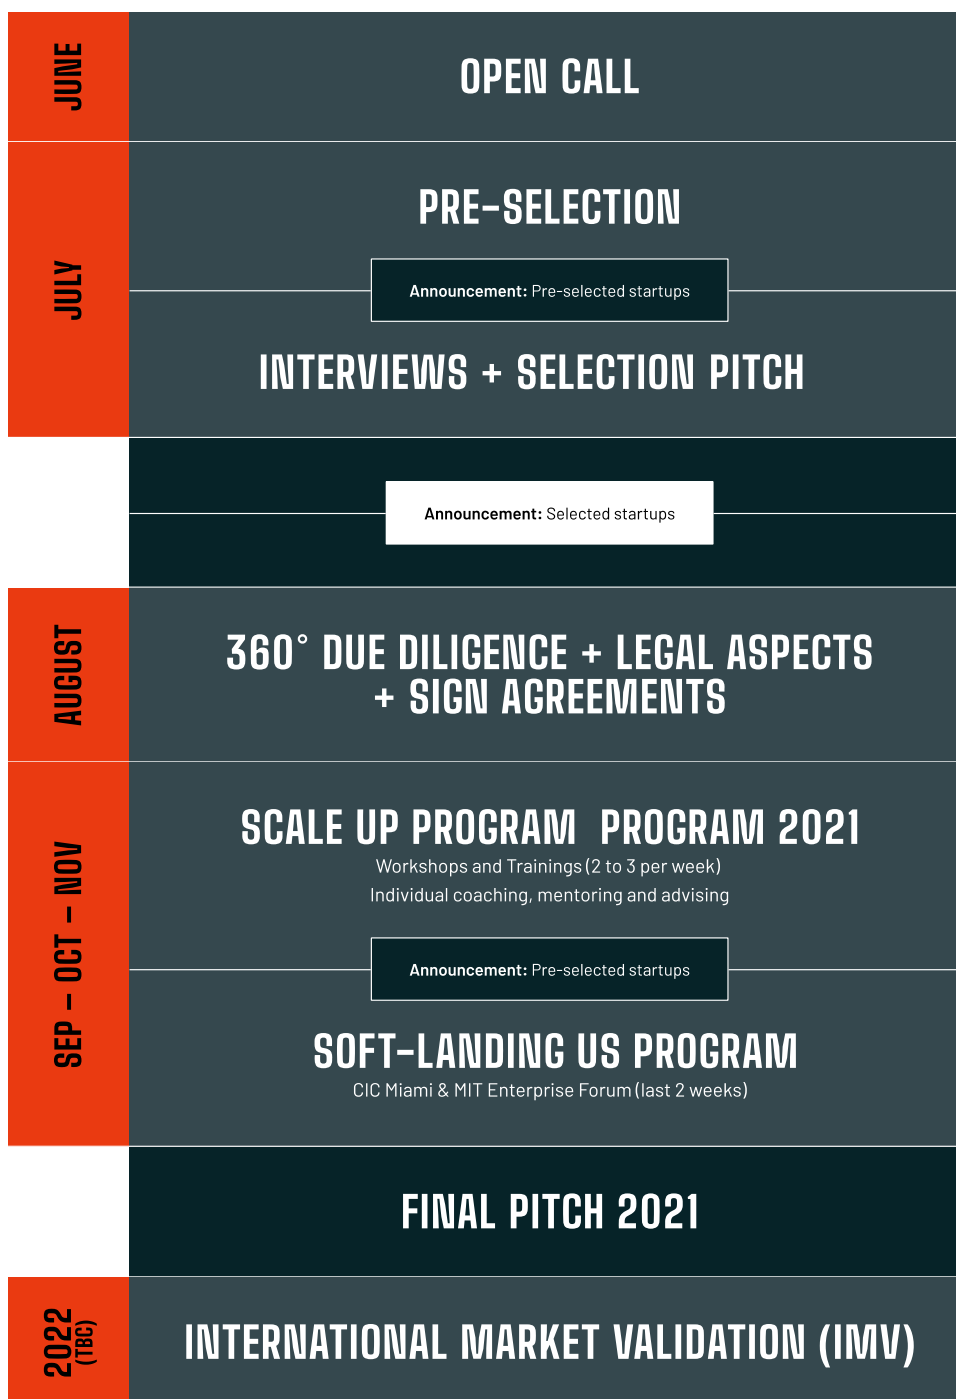 JUNE
OPEN CALL
JULY
PRE-SELECTION
Announcement: Pre-selected startups
INTERVIEWS + SELECTION PITCH
Announcement: Selected startups
AUGUST
360° DUE DILIGENCE + LEGAL ASPECTS
+ SIGN AGREEMENTS
SEP - OCT - NOV
SCALE UP PROGRAM  PROGRAM 2021
Workshops and Trainings (2 to 3 per week)
Individual coaching, mentoring and advising
Announcement: Pre-selected startups
SOFT-LANDING US PROGRAM
CIC Miami & MIT Enterprise Forum (last 2 weeks)
FINAL PITCH 2021
2022
(TBC)
INTERNATIONAL MARKET VALIDATION (IMV)